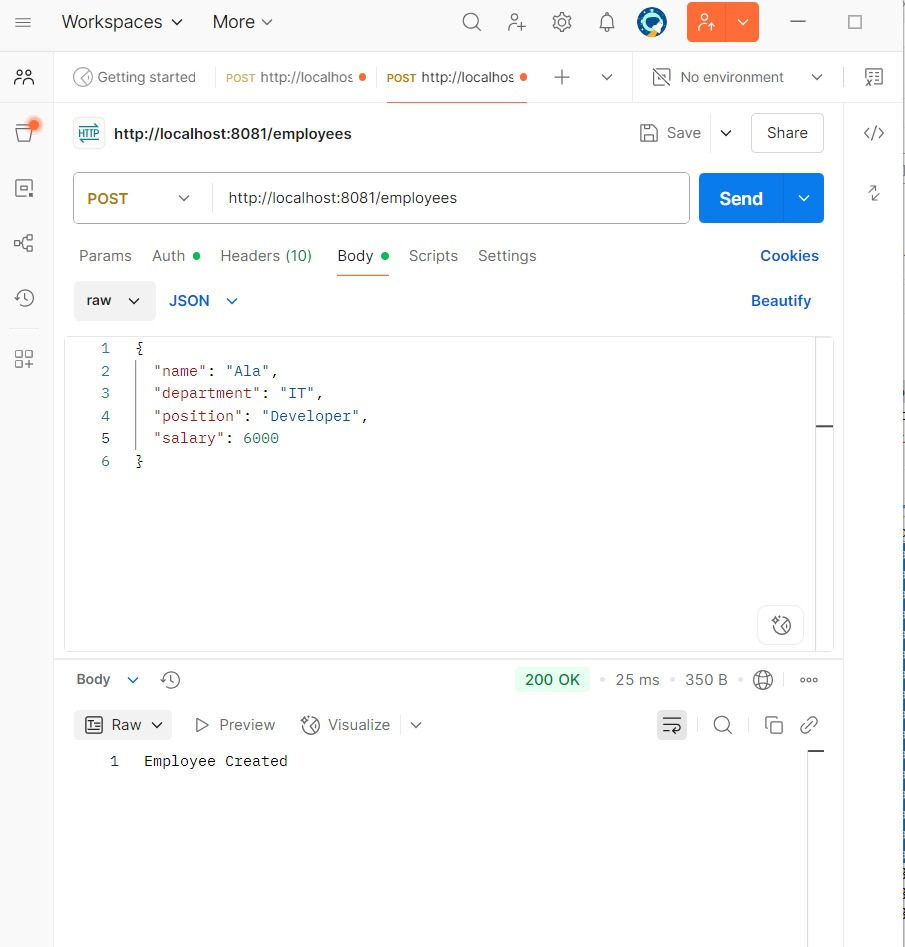 Workspaces More
Getting started POST http://localhos POST http://localhos No environment
HTTP http://localhost:8081/employees Save Share
POST http://localhost:8081/employees Send
Params Auth Headers (10) Body Scripts Settings Cookies
raw JSON Beautify
1 {
2 "name": "Ala",
3 "department": "IT",
4 "position": "Developer",
5 "salary": 6000
6 }
Body 200 OK 25 ms 350 B
Raw Preview Visualize
1 Employee Created